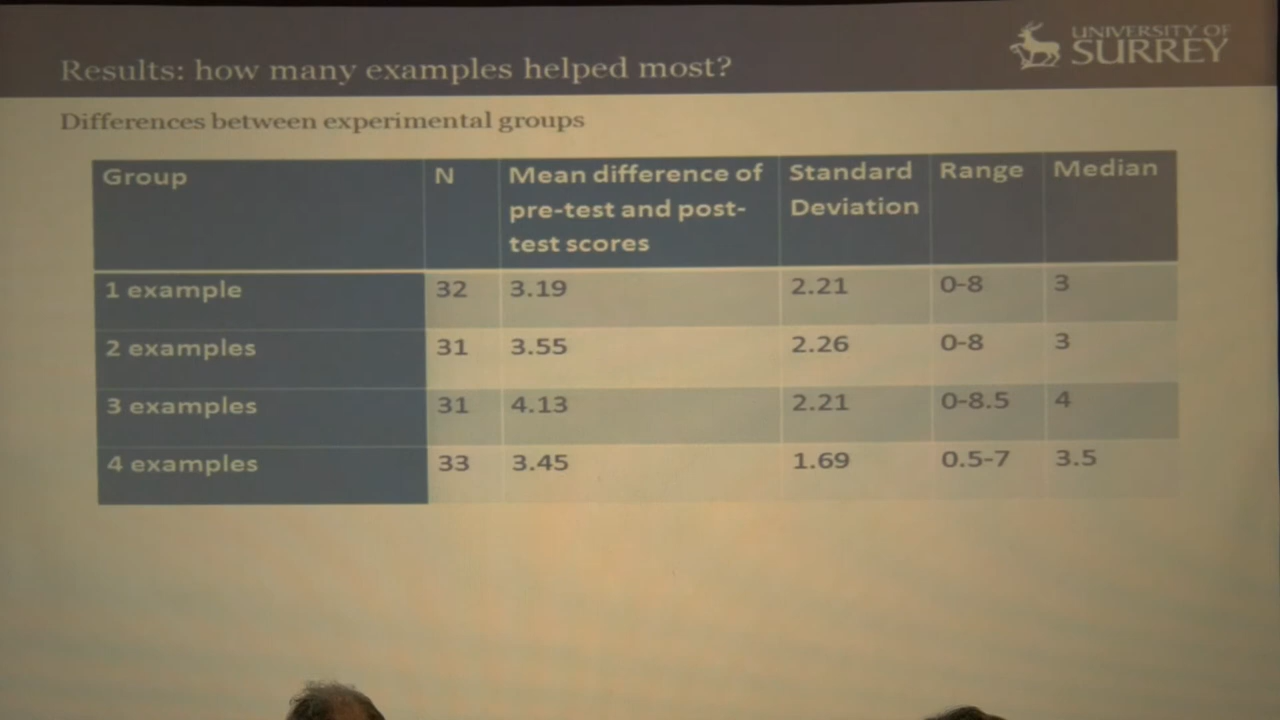 UNIVERSITY OF
SURREY
Results: how many examples helped most?
Differences between experimental groups
Group N Mean difference of pre-test and post-test scores Standard Deviation Range Median
1 example 32 3.19 2.21 0-8 3
2 examples 31 3.55 2.26 0-8 3
3 examples 31 4.13 2.21 0-8.5 4
4 examples 33 3.45 1.69 0.5-7 3.5